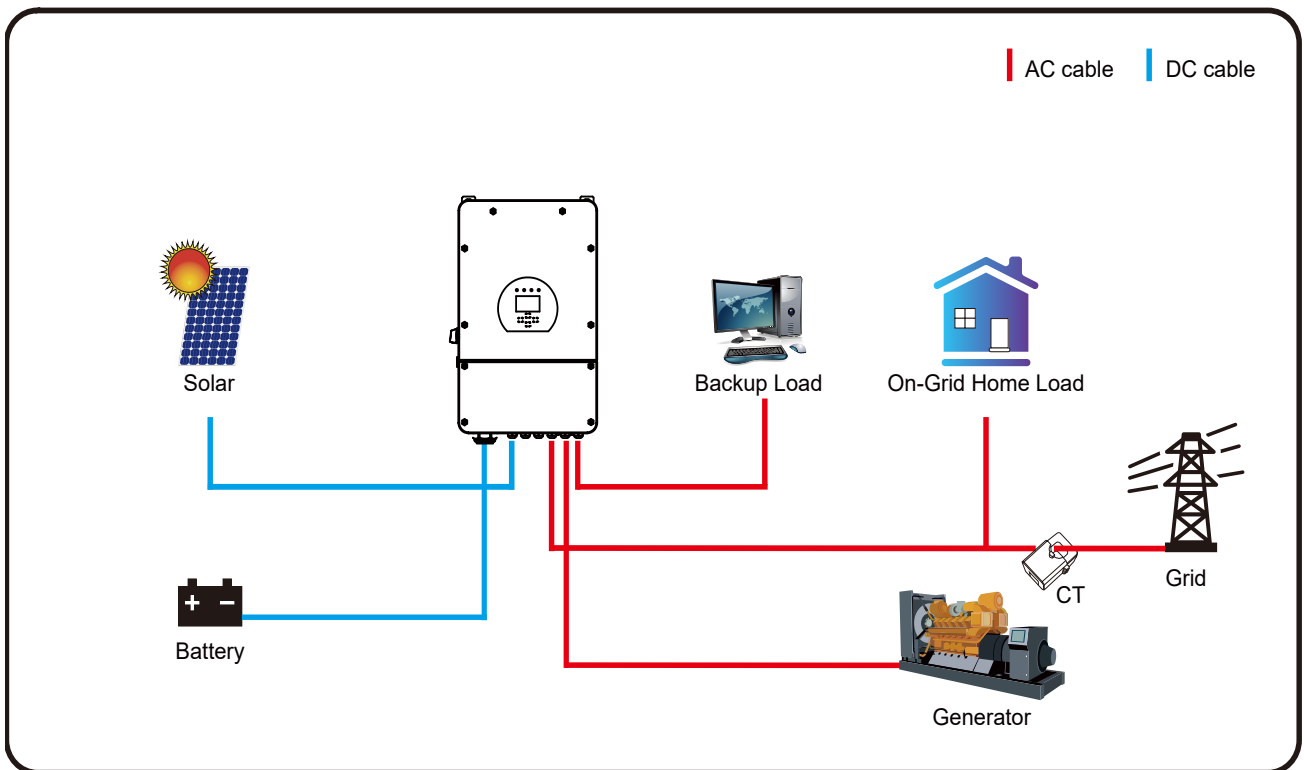 AC cable
DC cable
Solar
Backup Load
On-Grid Home Load
Grid
CT
Battery
Generator